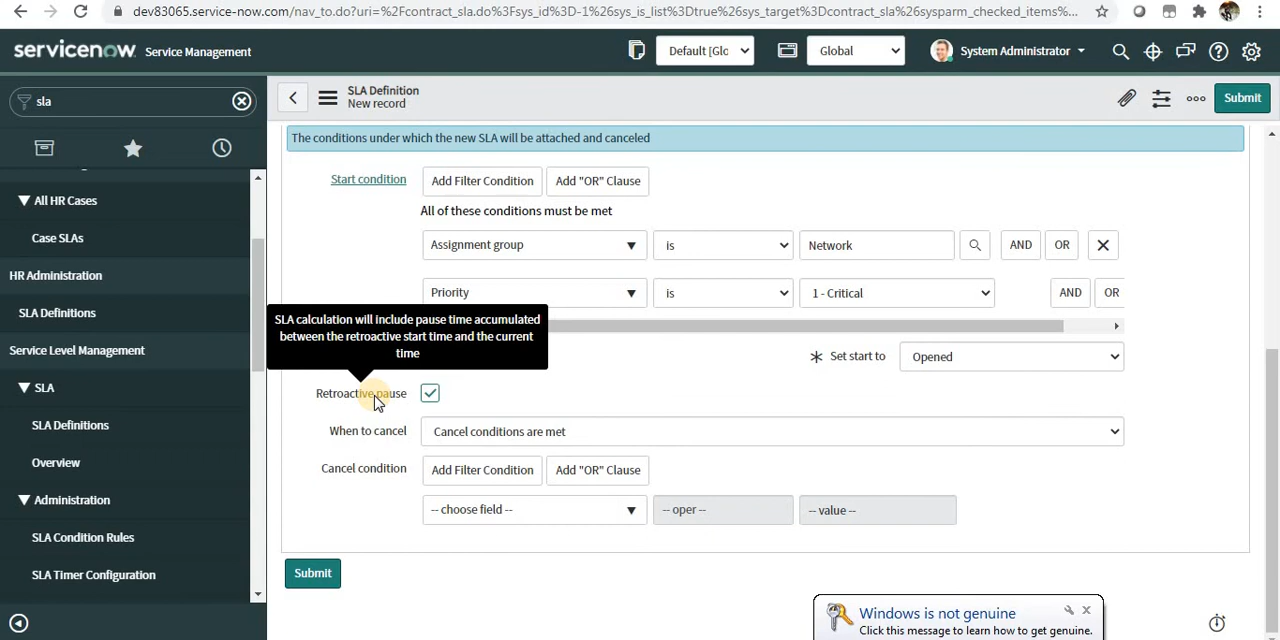 dev83065.service-now.com/nav_to.do?uri=%2Fcontract_sla.do%3Fsys_id%3D-1%26sys_is_list%3Dtrue%26sys_target%3Dcontract_sla%26sysparm_checked_items%...
servicenow Service Management
Default [Glo
Global
System Administrator
sla
SLA Definition
New record
Submit
The conditions under which the new SLA will be attached and canceled
All HR Cases
Case SLAs
HR Administration
SLA Definitions
Service Level Management
SLA
SLA Definitions
Overview
Administration
SLA Condition Rules
SLA Timer Configuration
Start condition
Add Filter Condition
Add "OR" Clause
All of these conditions must be met
Assignment group
is
Network
AND
OR
Priority
is
1 - Critical
AND
OR
SLA calculation will include pause time accumulated
between the retroactive start time and the current
time
Set start to
Opened
Retroactive pause
When to cancel
Cancel conditions are met
Cancel condition
Add Filter Condition
Add "OR" Clause
-- choose field --
-- oper --
-- value --
Submit
Windows is not genuine
Click this message to learn how to get genuine.